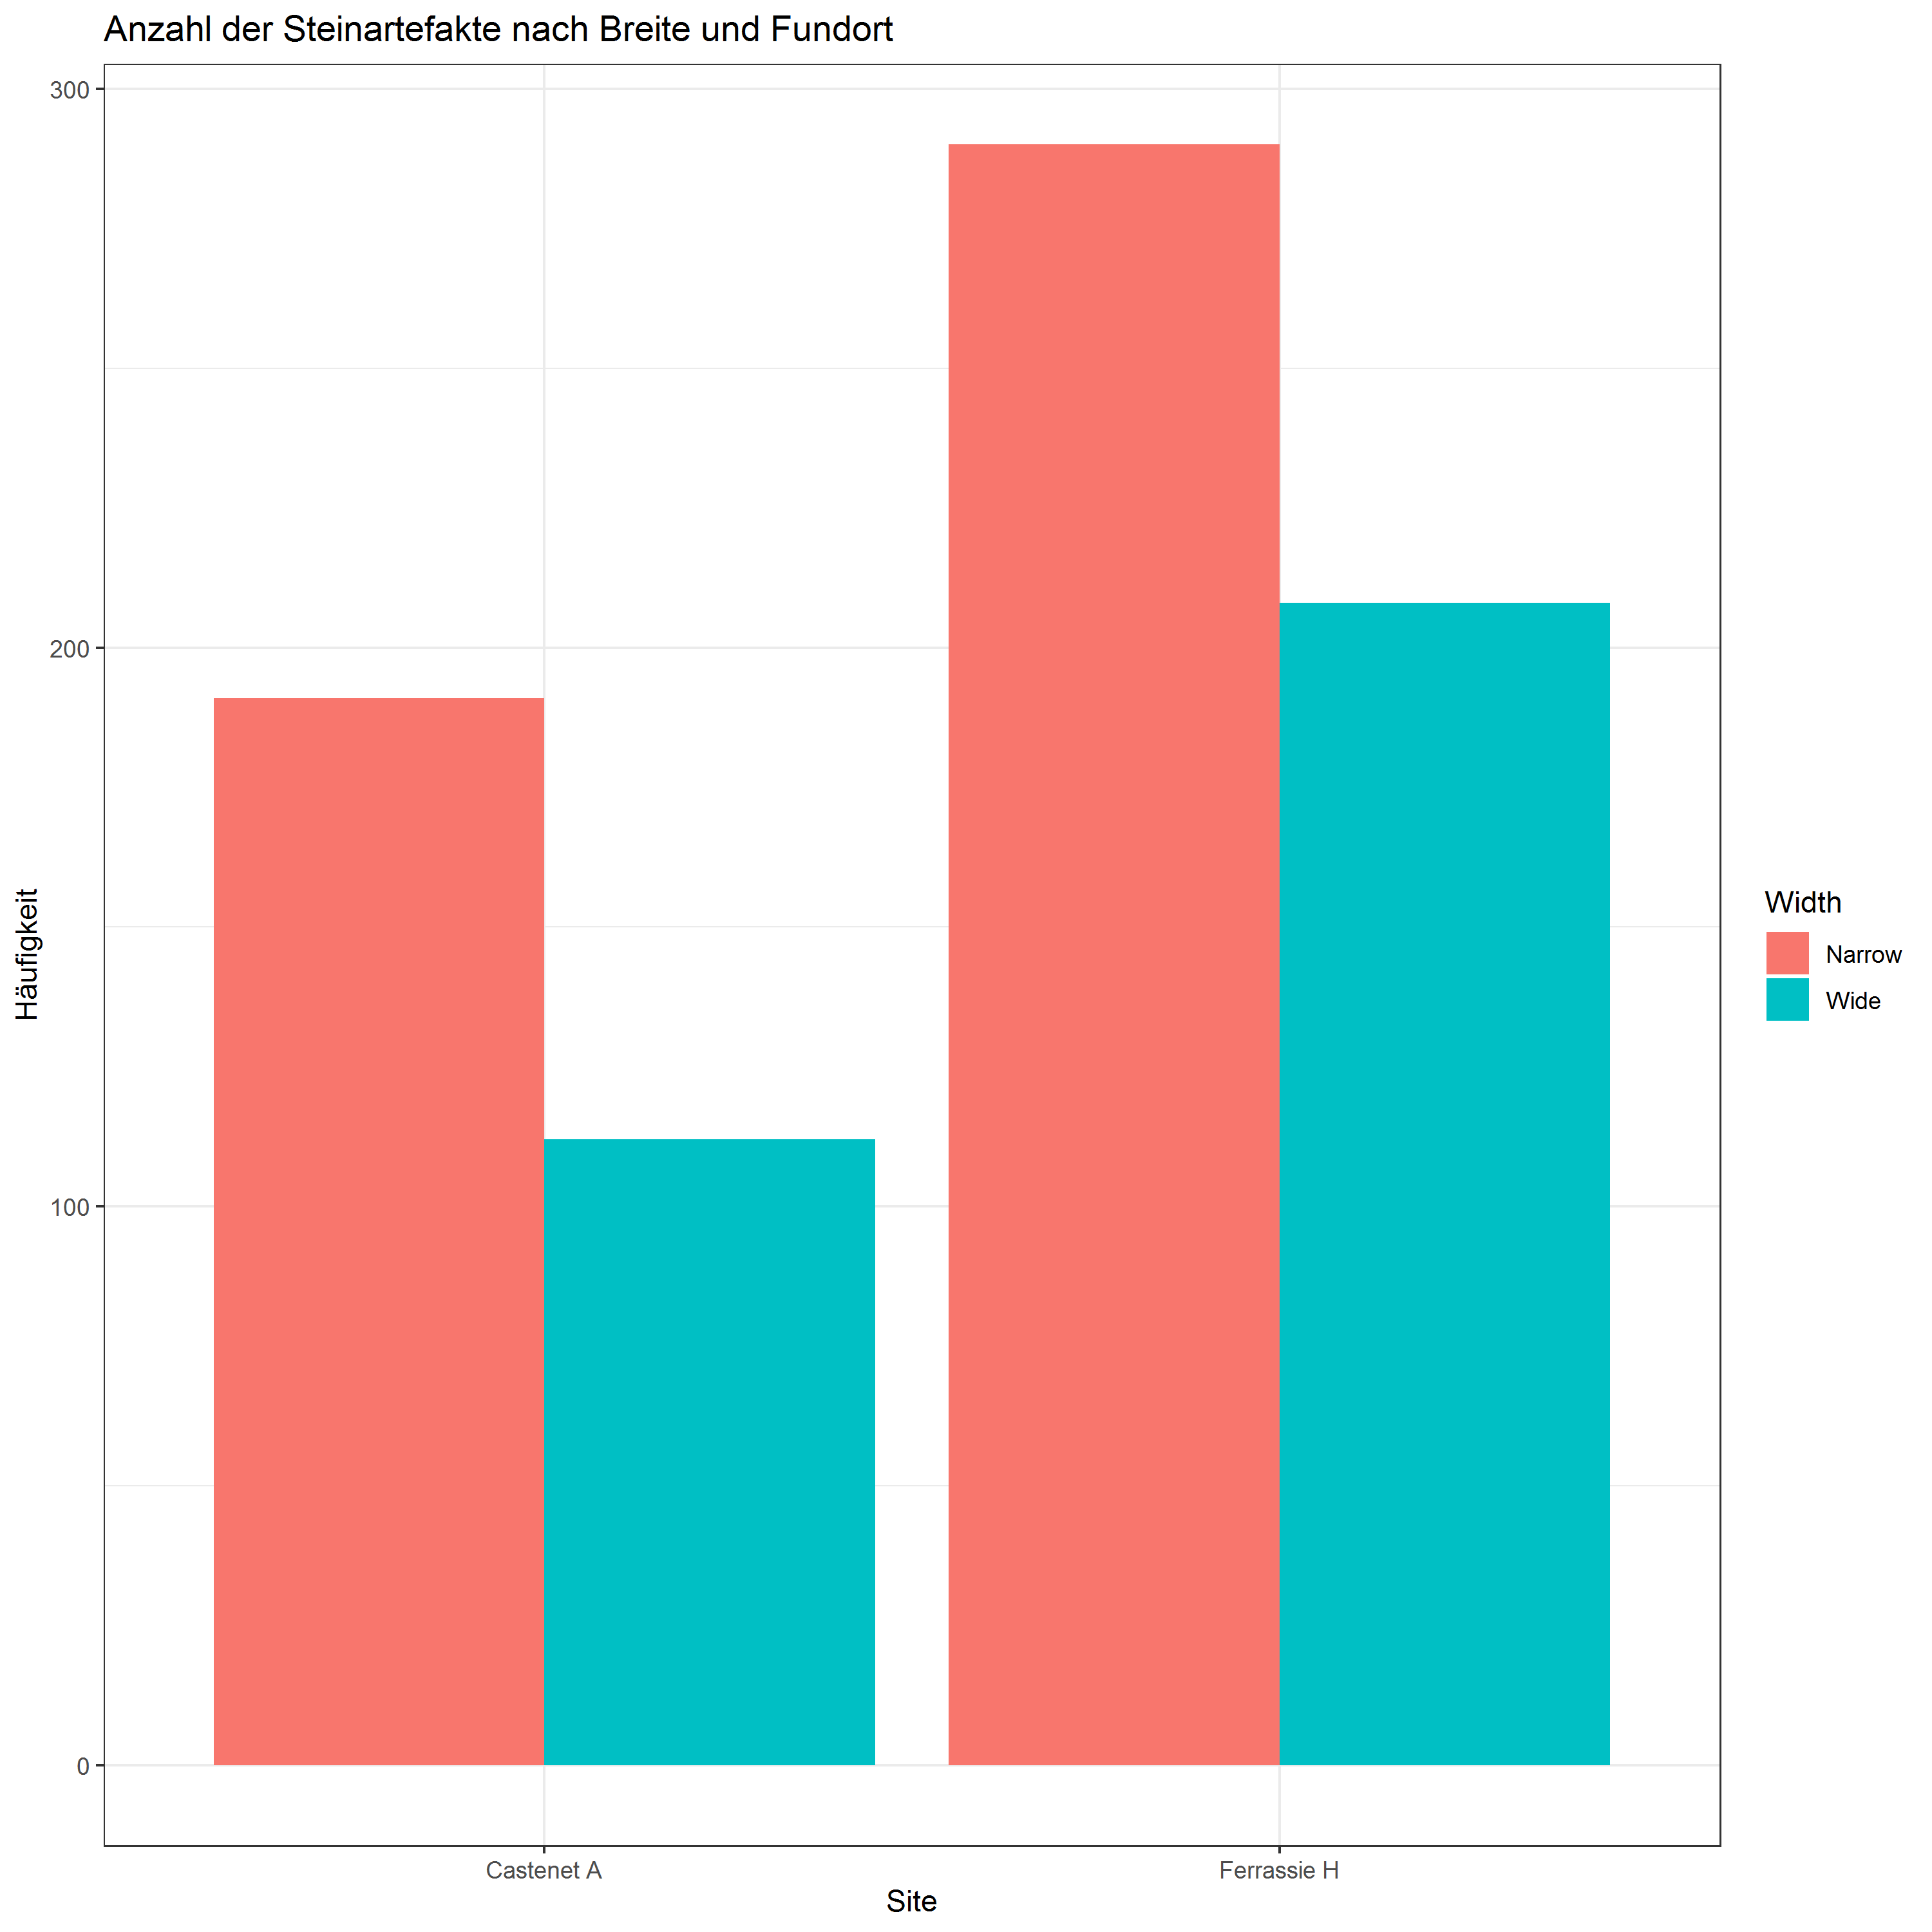 Anzahl der Steinartefakte nach Breite und Fundort
300
200
100
0
Häufigkeit
Castenet A
Ferrassie H
Site
Width
Narrow
Wide